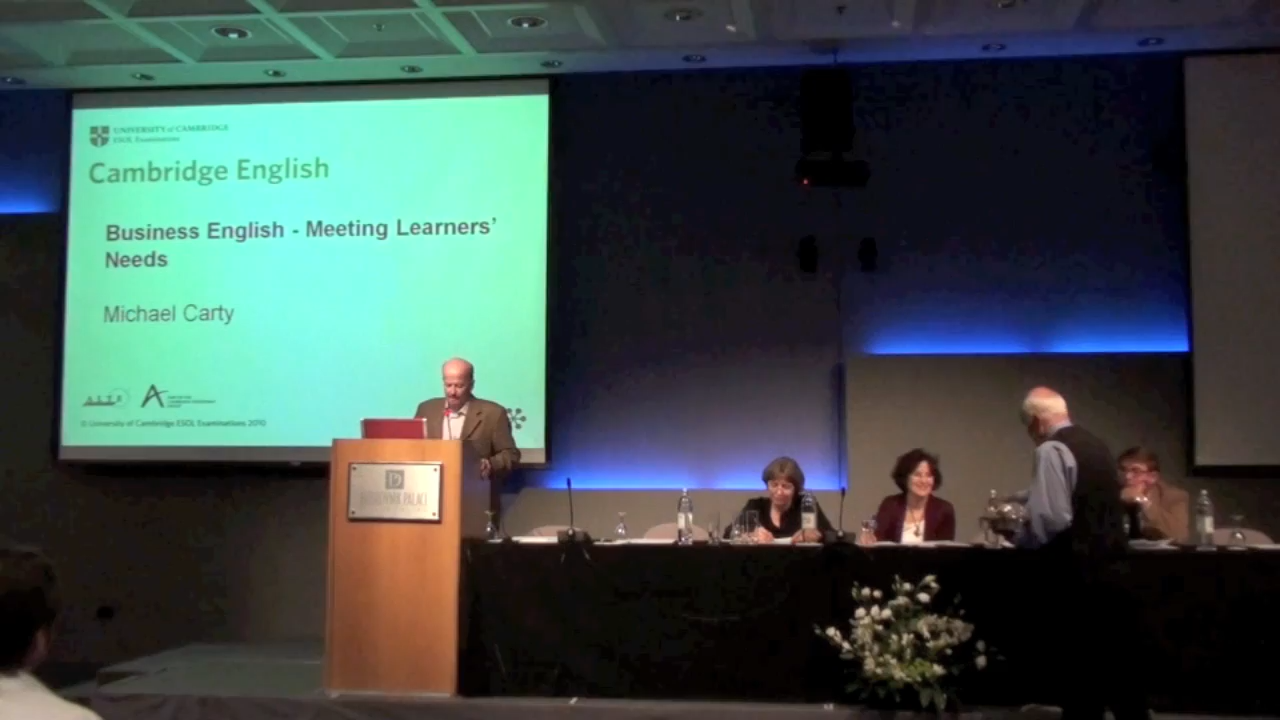 UNIVERSITY of CAMBRIDGE
ESOL Examinations
Cambridge English
Business English - Meeting Learners’
Needs
Michael Carty
ALTE
© University of Cambridge ESOL Examinations 2010